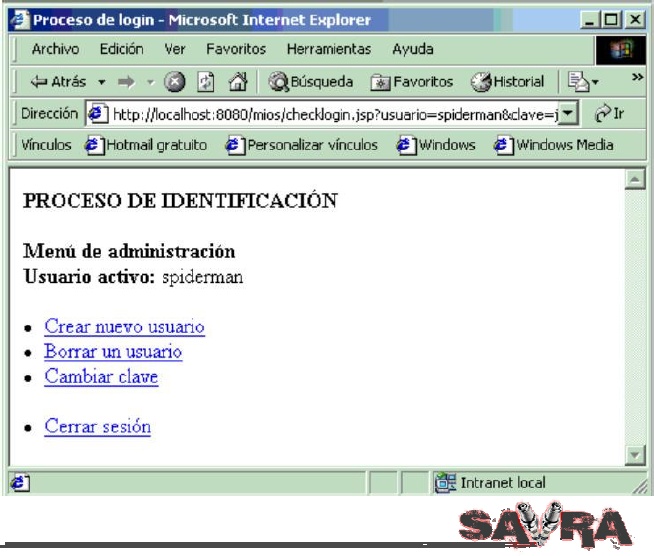 Proceso de login - Microsoft Internet Explorer
Archivo Edición Ver Favoritos Herramientas Ayuda
Atrás Búsqueda Favoritos Historial »
Dirección http://localhost:8080/mios/checklogin.jsp?usuario=spiderman&clave=j Ir
Vínculos Hotmail gratuito Personalizar vínculos Windows Windows Media
PROCESO DE IDENTIFICACIÓN
Menú de administración
Usuario activo: spiderman
• Crear nuevo usuario
• Borrar un usuario
• Cambiar clave
• Cerrar sesión
Intranet local
SAVRA